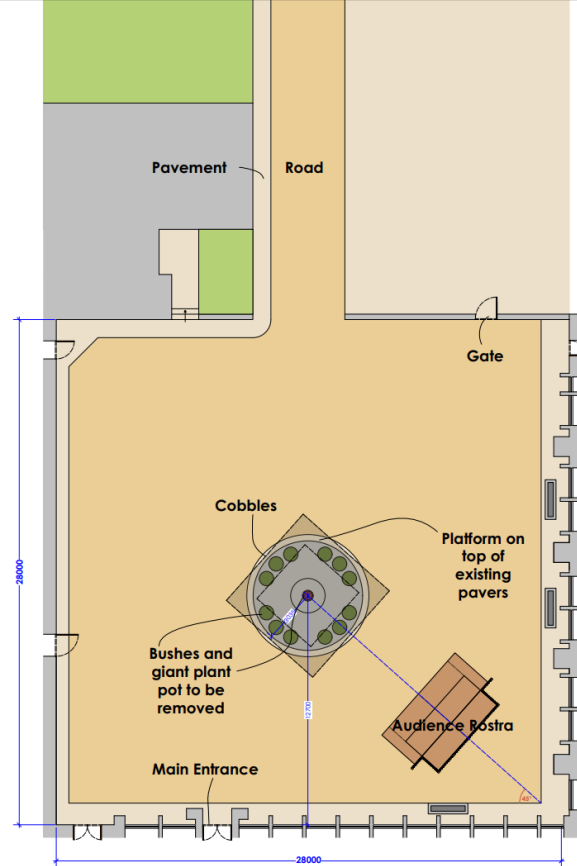 Pavement
Road
Gate
Cobbles
Platform on
top of
existing
pavers
28000
Bushes and
giant plant
pot to be
removed
12700
Audience Rostra
Main Entrance
45°
28000